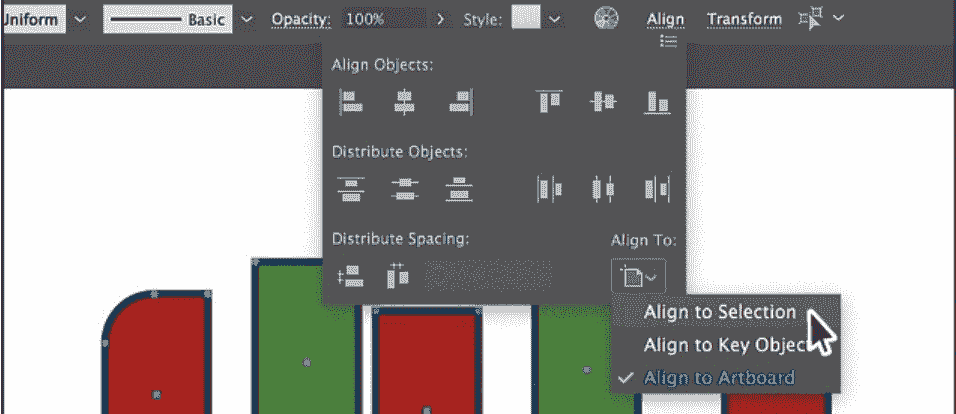 Uniform Basic Opacity: 100% Style: Align Transform
Align Objects:
Distribute Objects:
Distribute Spacing: Align To:
Align to Selection
Align to Key Object
Align to Artboard